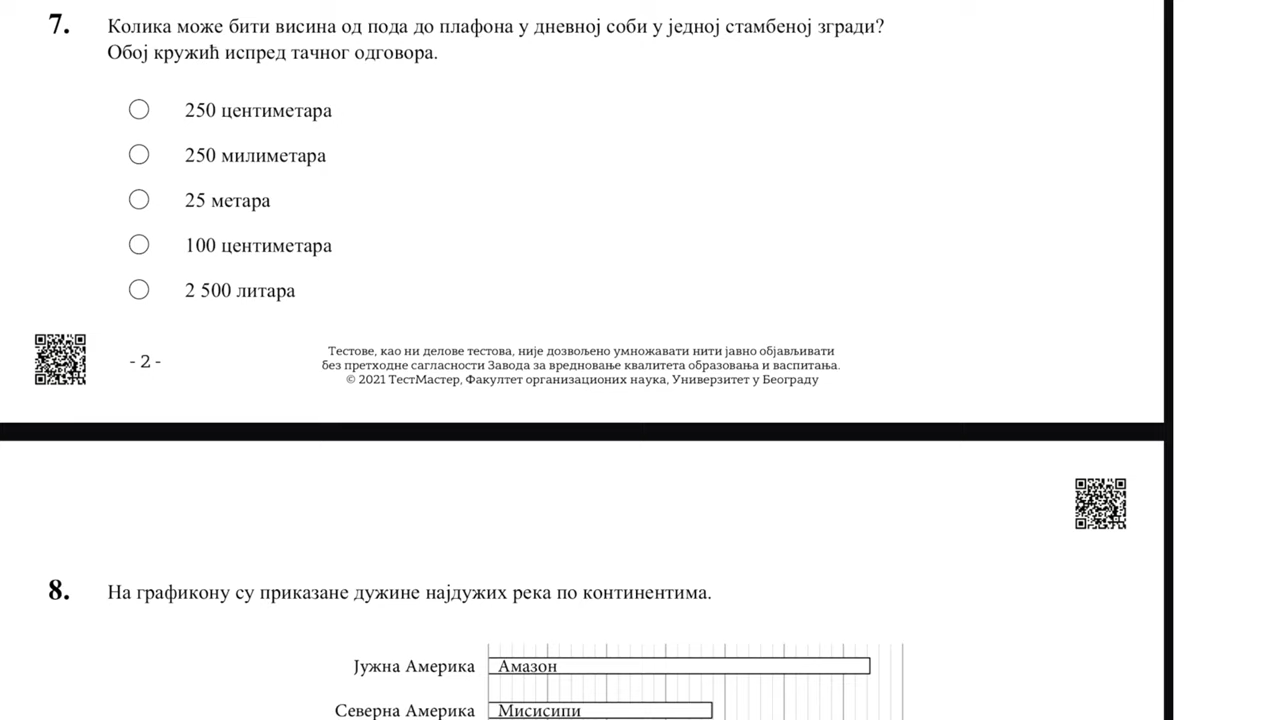 7. Колика може бити висина од пода до плафона у дневној соби у једној стамбеној згради?
Обој кружић испред тачног одговора.
250 центиметара
250 милиметара
25 метара
100 центиметара
2 500 литара
- 2 -
Тестове, као ни делове тестова, није дозвољено умножавати нити јавно објављивати
без претходне сагласности Завода за вредновање квалитета образовања и васпитања.
© 2021 ТестМастер, Факултет организационих наука, Универзитет у Београду
8. На графикону су приказане дужине најдужих река по континентима.
Јужна Америка Амазон
Северна Америка Мисисипи